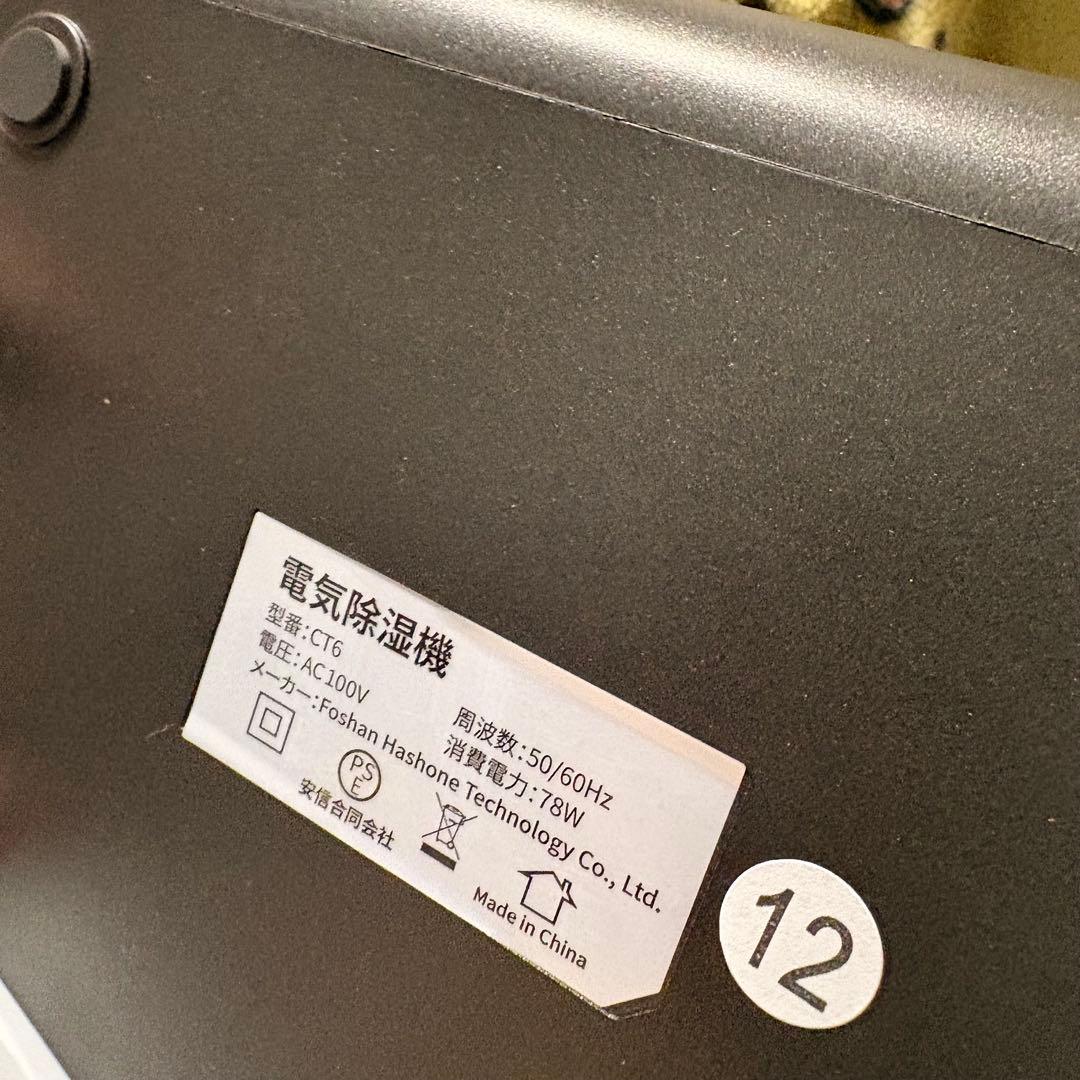 電気除湿機
型番:CT6
電圧:AC100V 周波数:50/60Hz
消費電力:78W
メーカー:Foshan Hashone Technology Co., Ltd.
PSE
安信合同会社
Made in China
12